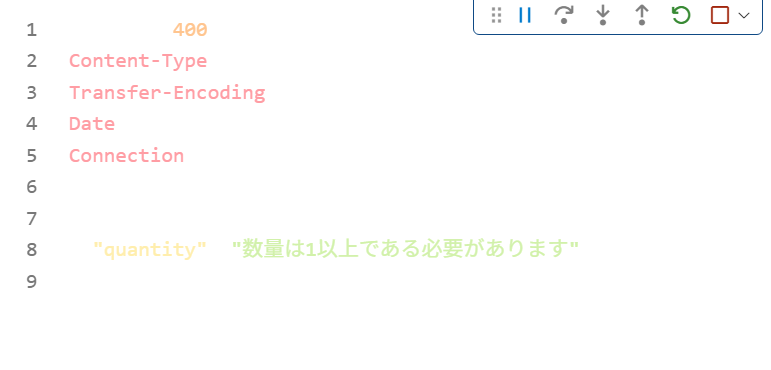 1 400
2 Content-Type
3 Transfer-Encoding
4 Date
5 Connection
6
7
8 "quantity" "数量は1以上である必要があります"
9